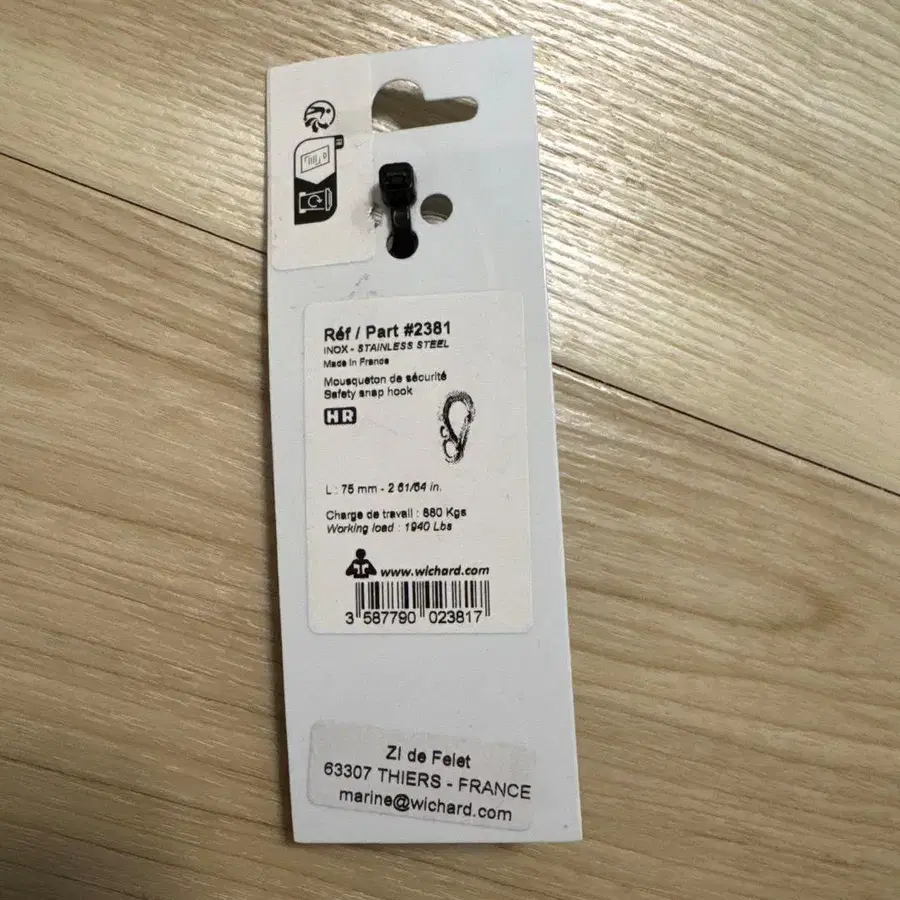 Réf / Part #2381
INOX - STAINLESS STEEL
Made in France
Mousqueton de sécurité
Safety snap hook
HR
L : 75 mm - 2 61/64 in.
Charge de travail : 880 Kgs
Working load : 1940 Lbs
www.wichard.com
3 587790 023817
ZI de Felet
63307 THIERS - FRANCE
marine@wichard.com